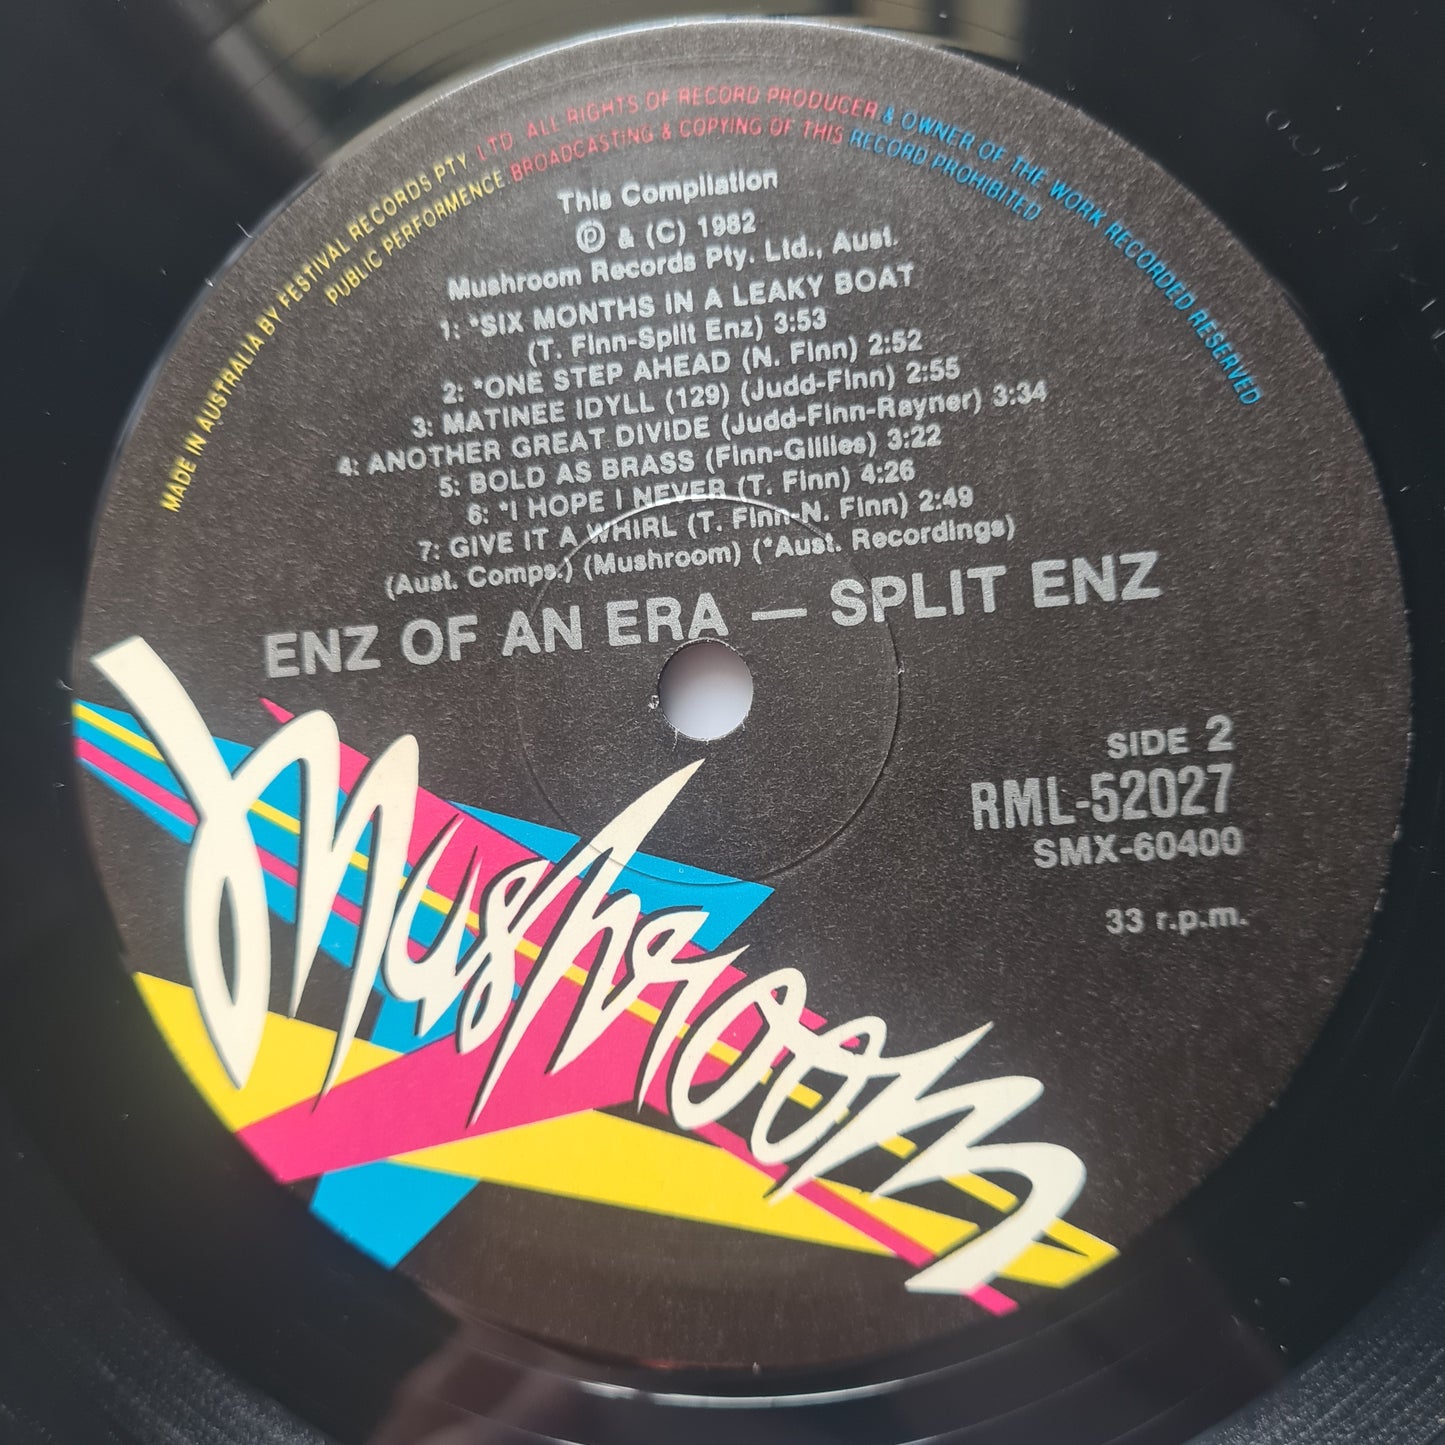 MADE IN AUSTRALIA BY FESTIVAL RECORDS PTY. LTD. ALL RIGHTS OF RECORD PRODUCER & OWNER OF THE WORK RECORDED RESERVED
PUBLIC PERFORMENCE BROADCASTING & COPYING OF THIS RECORD PROHIBITED
This Compilation
℗ & (C) 1982
Mushroom Records Pty. Ltd., Aust.
1: *SIX MONTHS IN A LEAKY BOAT
(T. Finn-Split Enz) 3:53
2: *ONE STEP AHEAD (N. Finn) 2:52
3: MATINEE IDYLL (129) (Judd-Finn) 2:55
4: ANOTHER GREAT DIVIDE (Judd-Finn-Rayner) 3:34
5: BOLD AS BRASS (Finn-Gillies) 3:22
6: *I HOPE I NEVER (T. Finn) 4:26
7: GIVE IT A WHIRL (T. Finn-N. Finn) 2:49
(Aust. Comps.) (Mushroom) (*Aust. Recordings)
ENZ OF AN ERA — SPLIT ENZ
SIDE 2
RML-52027
SMX-60400
33 r.p.m.
Mushroom